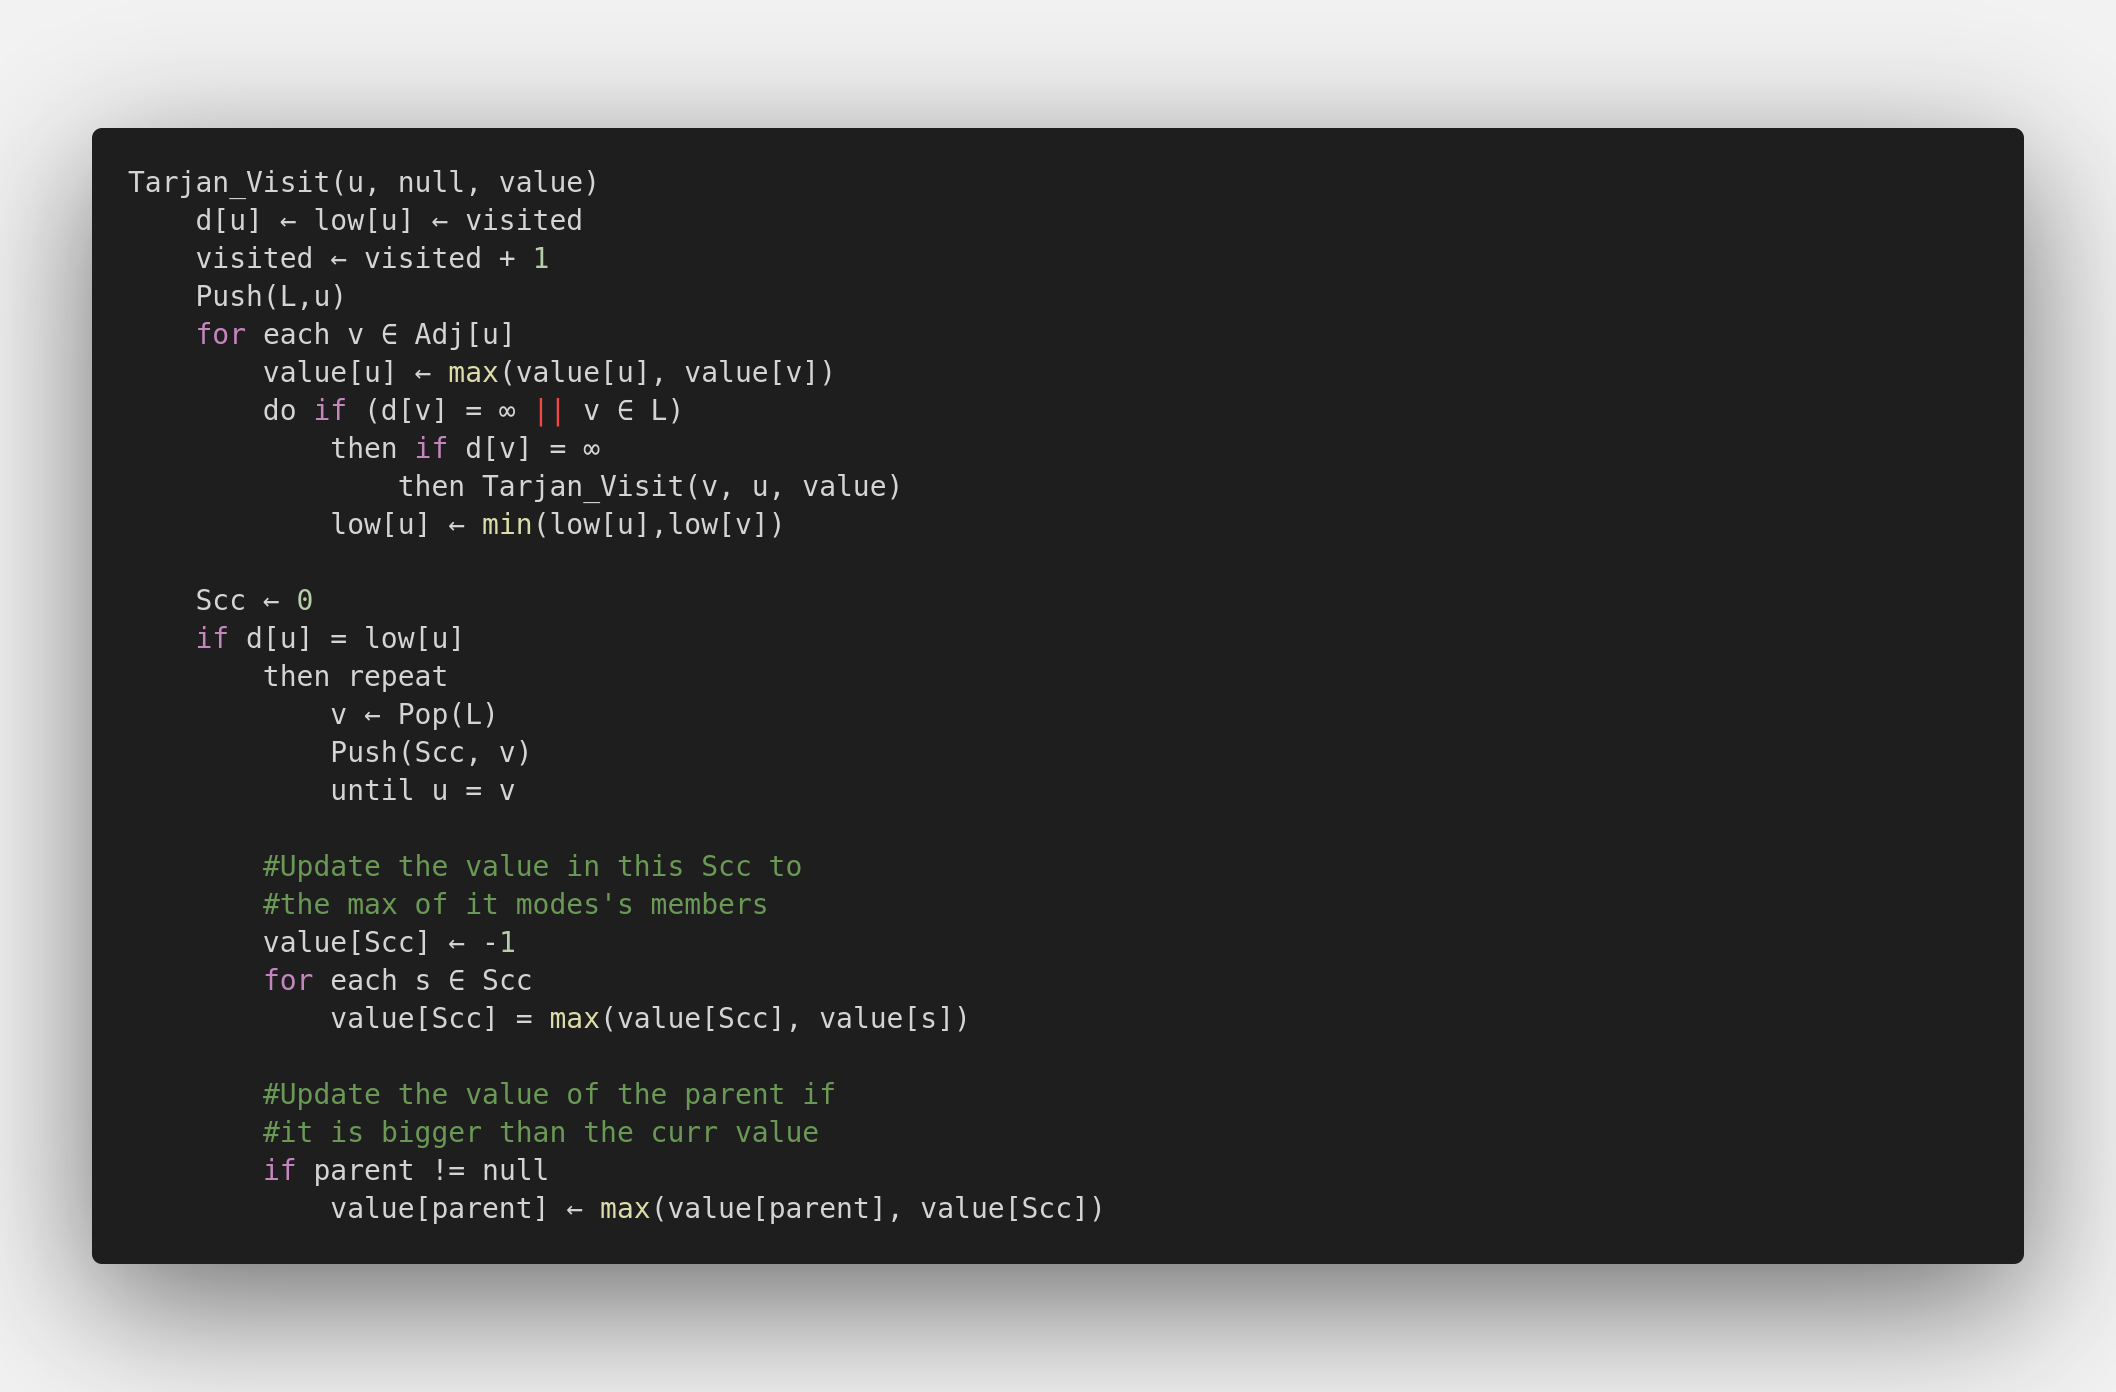 Tarjan_Visit(u, null, value)
    d[u] ← low[u] ← visited
    visited ← visited + 1
    Push(L,u)
    for each v ∈ Adj[u]
        value[u] ← max(value[u], value[v])
        do if (d[v] = ∞ || v ∈ L)
            then if d[v] = ∞
                then Tarjan_Visit(v, u, value)
            low[u] ← min(low[u],low[v])

    Scc ← 0
    if d[u] = low[u]
        then repeat
            v ← Pop(L)
            Push(Scc, v)
            until u = v

        #Update the value in this Scc to
        #the max of it modes's members
        value[Scc] ← -1
        for each s ∈ Scc
            value[Scc] = max(value[Scc], value[s])

        #Update the value of the parent if
        #it is bigger than the curr value
        if parent != null
            value[parent] ← max(value[parent], value[Scc])